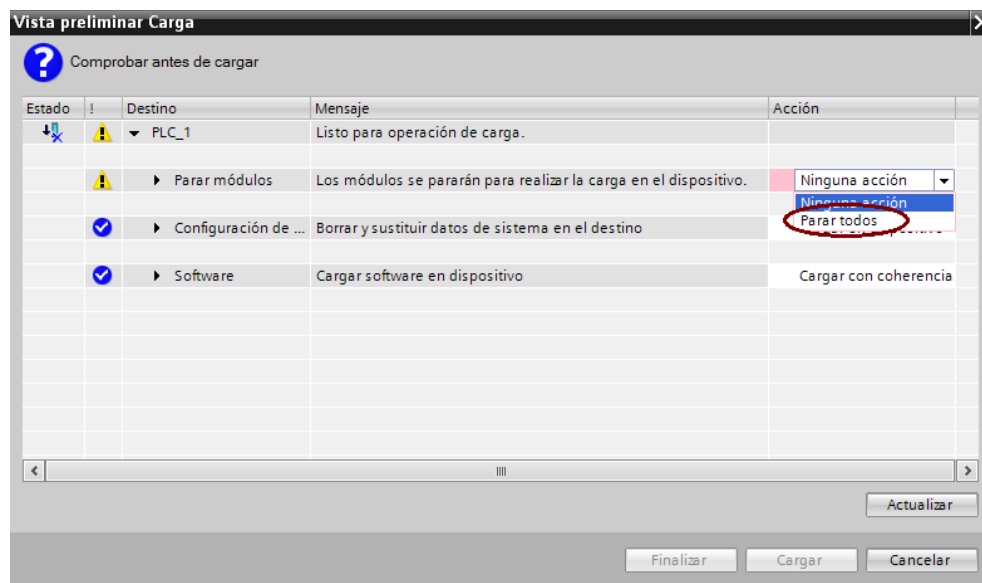 Vista preliminar Carga
Comprobar antes de cargar
Estado ! Destino Mensaje Acción
PLC_1 Listo para operación de carga.
Parar módulos Los módulos se pararán para realizar la carga en el dispositivo. Ninguna acción
Ninguna acción
Parar todos
Configuración de ... Borrar y sustituir datos de sistema en el destino
Software Cargar software en dispositivo Cargar con coherencia
Actualizar
Finalizar Cargar Cancelar